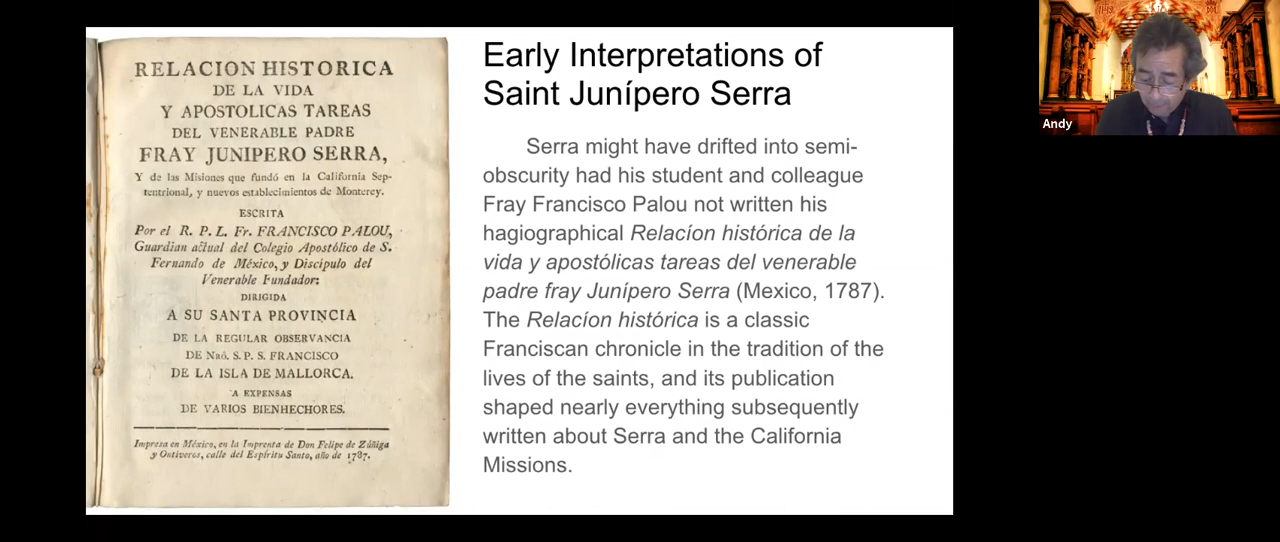 RELACION HISTORICA
DE LA VIDA
Y APOSTOLICAS TAREAS
DEL VENERABLE PADRE
FRAY JUNIPERO SERRA,
Y de las Misiones que fundó en la California Sep-
tentrional, y nuevos establecimientos de Monterey.
ESCRITA
Por el R. P. L. Fr. FRANCISCO PALOU,
Guardian actual del Colegio Apostólico de S.
Fernando de México, y Discipulo del
Venerable Fundador:
DIRIGIDA
A SU SANTA PROVINCIA
DE LA REGULAR OBSERVANCIA
DE Nrô. S. P. S. FRANCISCO
DE LA ISLA DE MALLORCA.
A EXPENSAS
DE VARIOS BIENHECHORES.
Impresa en México, en la Imprenta de Don Felipe de Zúñiga
y Ontiveros, calle del Espíritu Santo, año de 1787.
Early Interpretations of
Saint Junípero Serra
Serra might have drifted into semi-
obscurity had his student and colleague
Fray Francisco Palou not written his
hagiographical Relacíon histórica de la
vida y apostólicas tareas del venerable
padre fray Junípero Serra (Mexico, 1787).
The Relacíon histórica is a classic
Franciscan chronicle in the tradition of the
lives of the saints, and its publication
shaped nearly everything subsequently
written about Serra and the California
Missions.
Andy